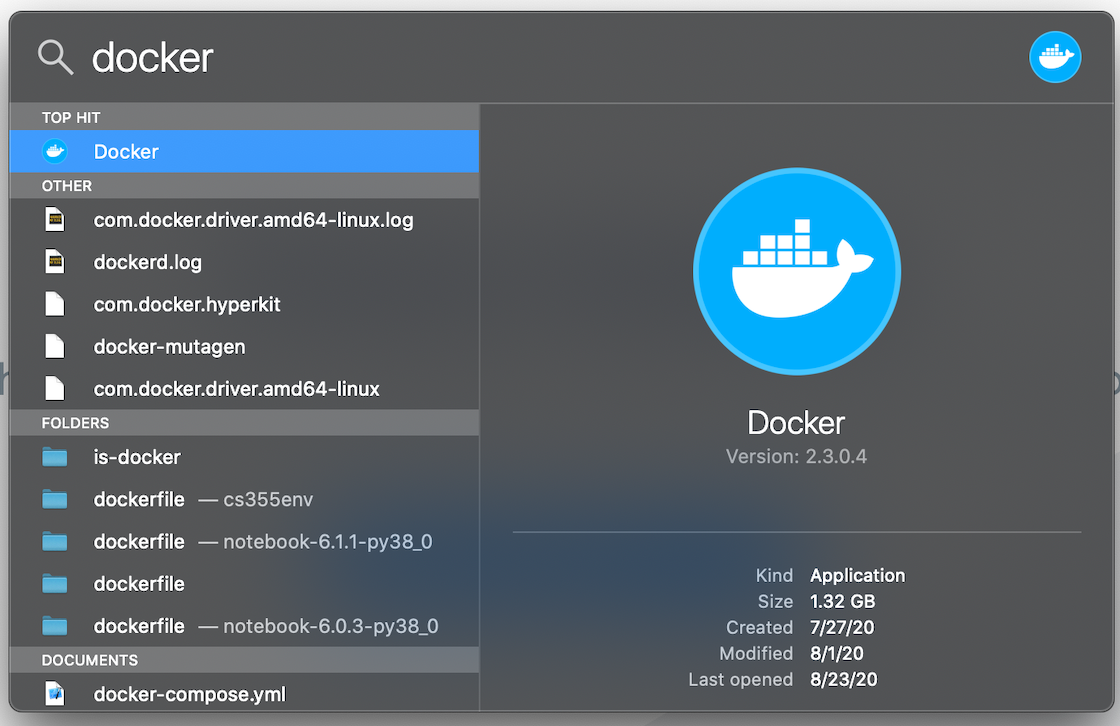 docker
TOP HIT
Docker
OTHER
com.docker.driver.amd64-linux.log
dockerd.log
com.docker.hyperkit
docker-mutagen
com.docker.driver.amd64-linux
FOLDERS
is-docker
dockerfile — cs355env
dockerfile — notebook-6.1.1-py38_0
dockerfile
dockerfile — notebook-6.0.3-py38_0
DOCUMENTS
docker-compose.yml
Docker
Version: 2.3.0.4
Kind Application
Size 1.32 GB
Created 7/27/20
Modified 8/1/20
Last opened 8/23/20